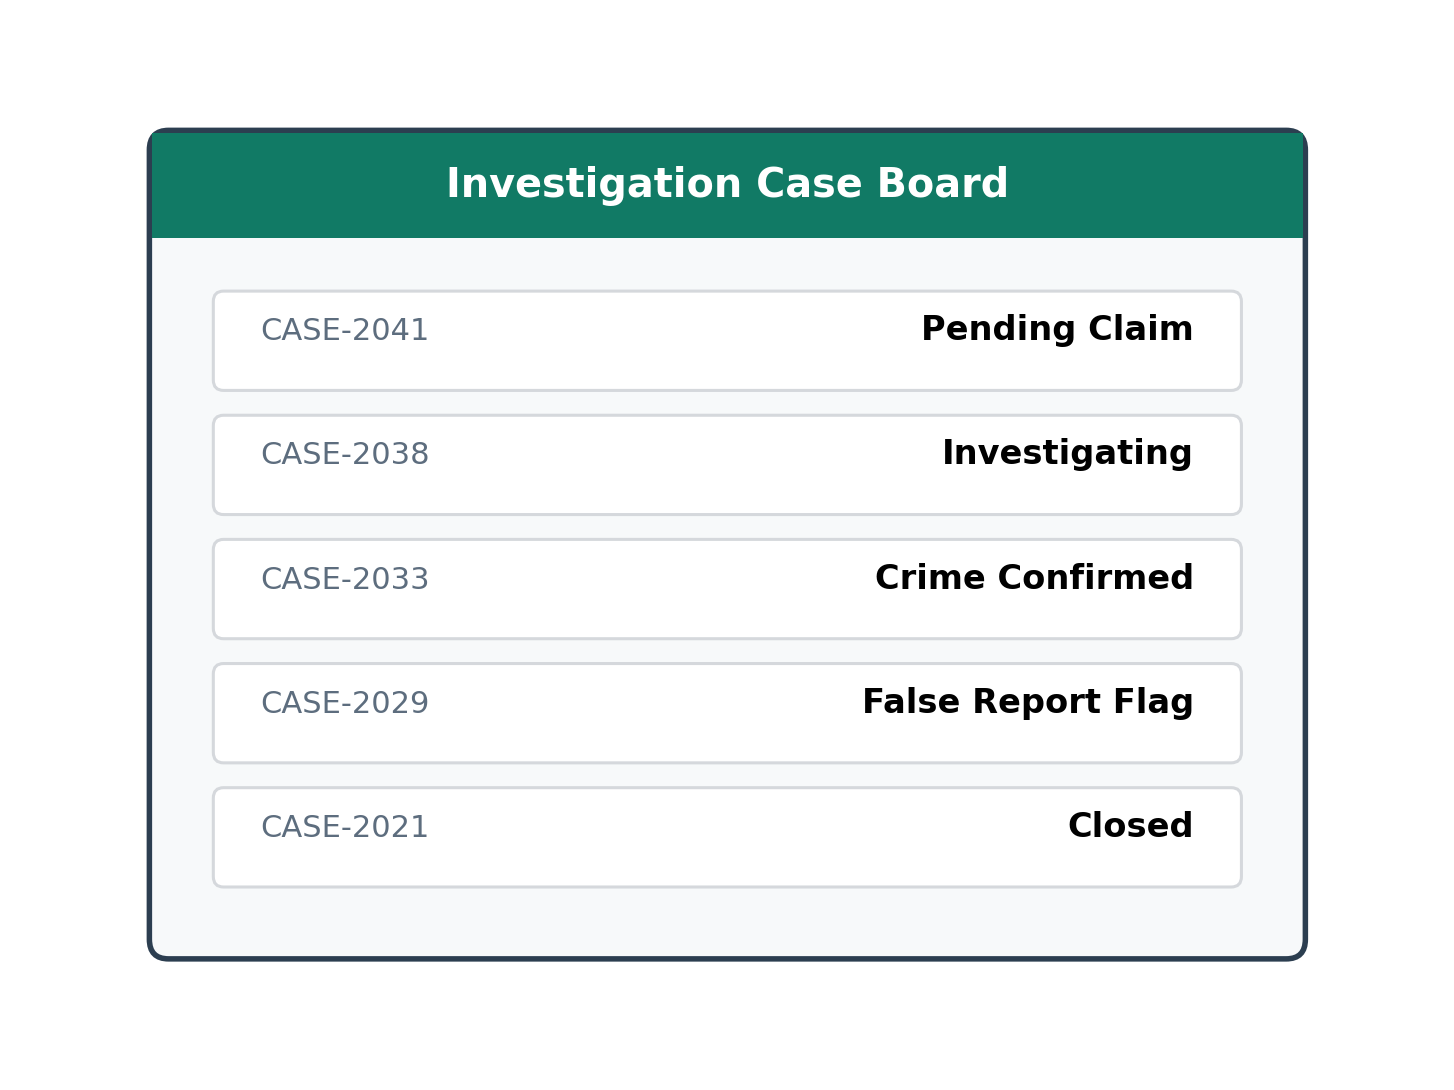 Investigation Case Board
CASE-2041 Pending Claim
CASE-2038 Investigating
CASE-2033 Crime Confirmed
CASE-2029 False Report Flag
CASE-2021 Closed